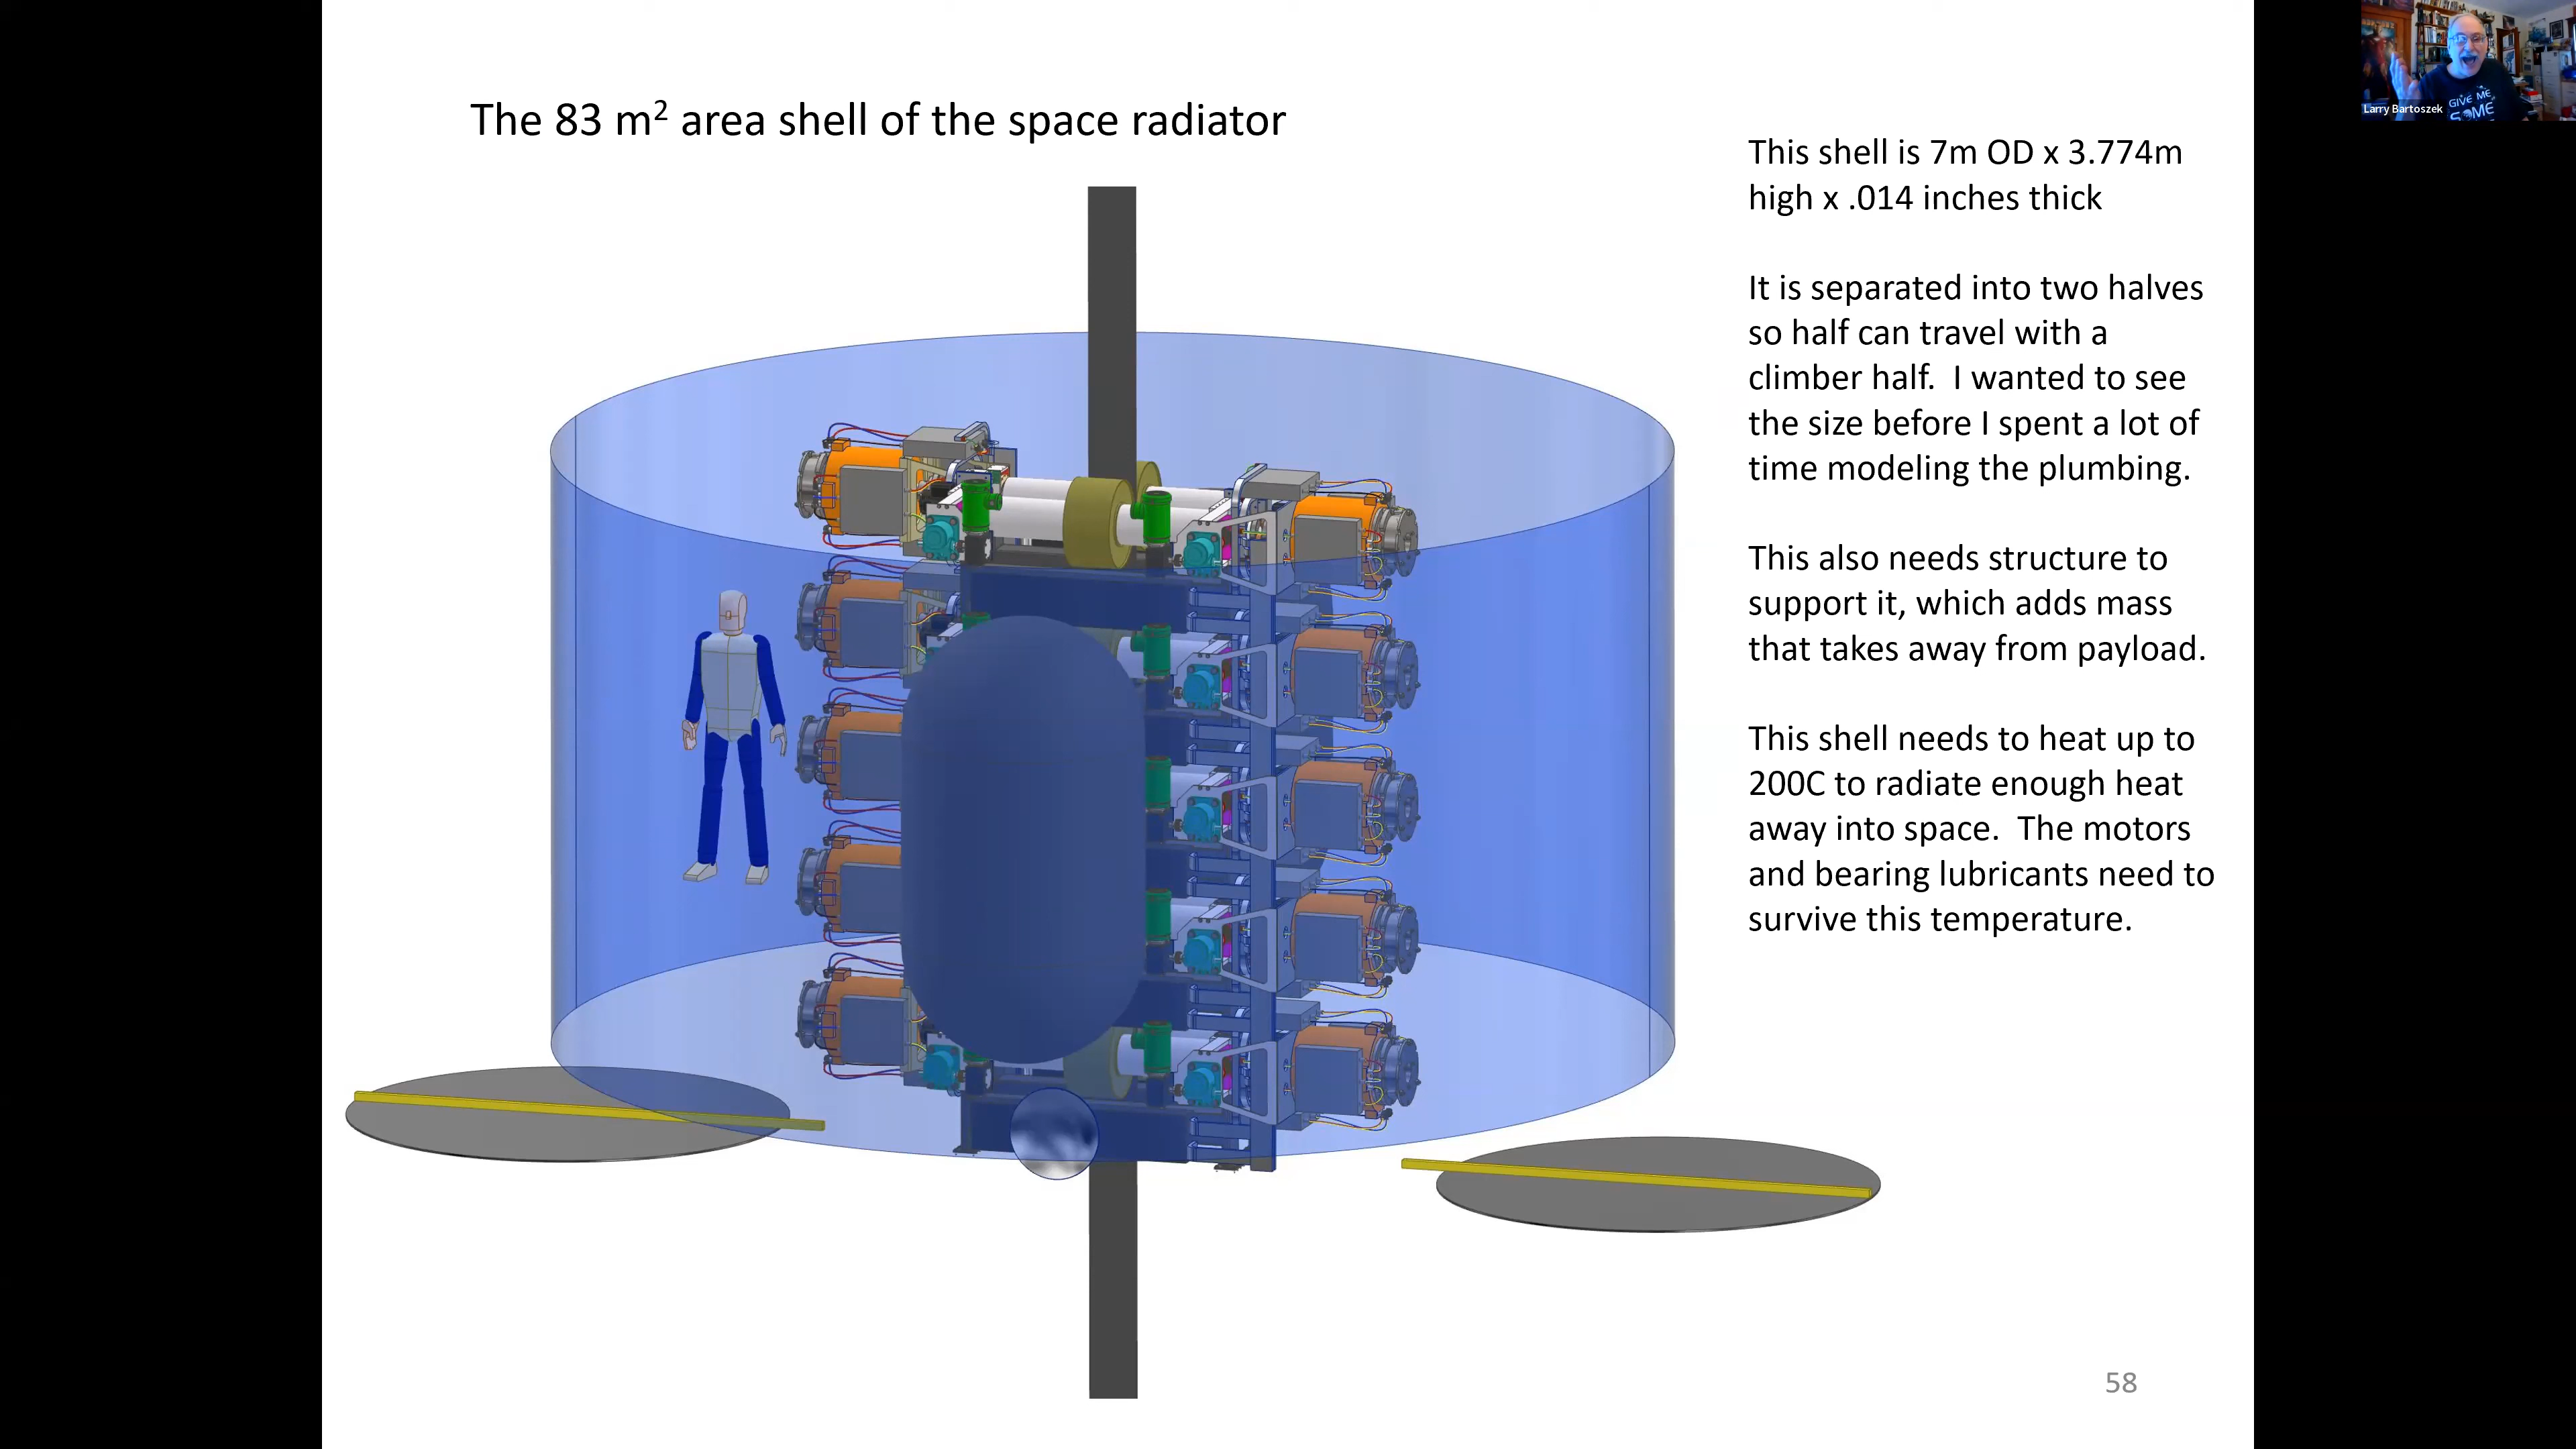 The 83 m² area shell of the space radiator
Larry Bartoszek
GIVE ME
SOME
This shell is 7m OD x 3.774m
high x .014 inches thick
It is separated into two halves
so half can travel with a
climber half.  I wanted to see
the size before I spent a lot of
time modeling the plumbing.
This also needs structure to
support it, which adds mass
that takes away from payload.
This shell needs to heat up to
200C to radiate enough heat
away into space.  The motors
and bearing lubricants need to
survive this temperature.
58